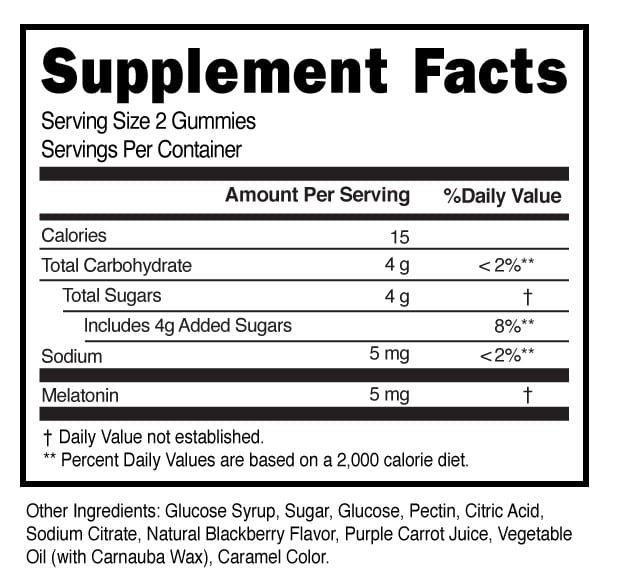 Supplement Facts
Serving Size 2 Gummies
Servings Per Container
Amount Per Serving %Daily Value
Calories 15
Total Carbohydrate 4 g <2%**
Total Sugars 4 g †
Includes 4g Added Sugars 8%**
Sodium 5 mg <2%**
Melatonin 5 mg †
† Daily Value not established.
** Percent Daily Values are based on a 2,000 calorie diet.
Other Ingredients: Glucose Syrup, Sugar, Glucose, Pectin, Citric Acid,
Sodium Citrate, Natural Blackberry Flavor, Purple Carrot Juice, Vegetable
Oil (with Carnauba Wax), Caramel Color.